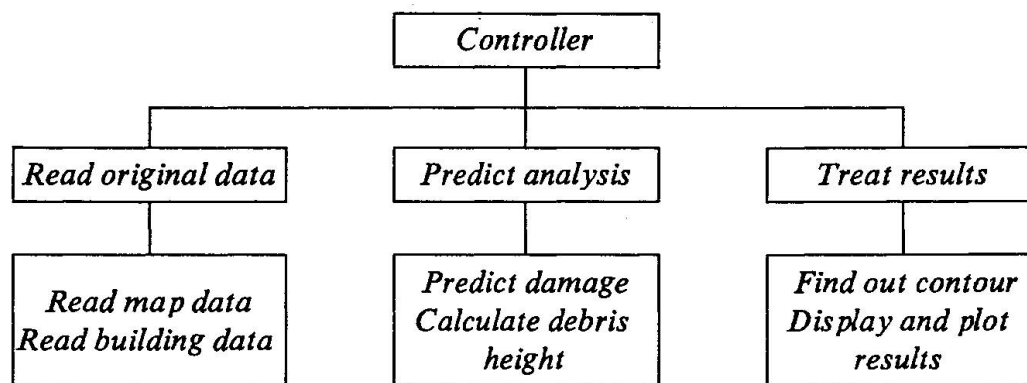 Controller
Read original data
Predict analysis
Treat results
Read map data
Read building data
Predict damage
Calculate debris
height
Find out contour
Display and plot
results